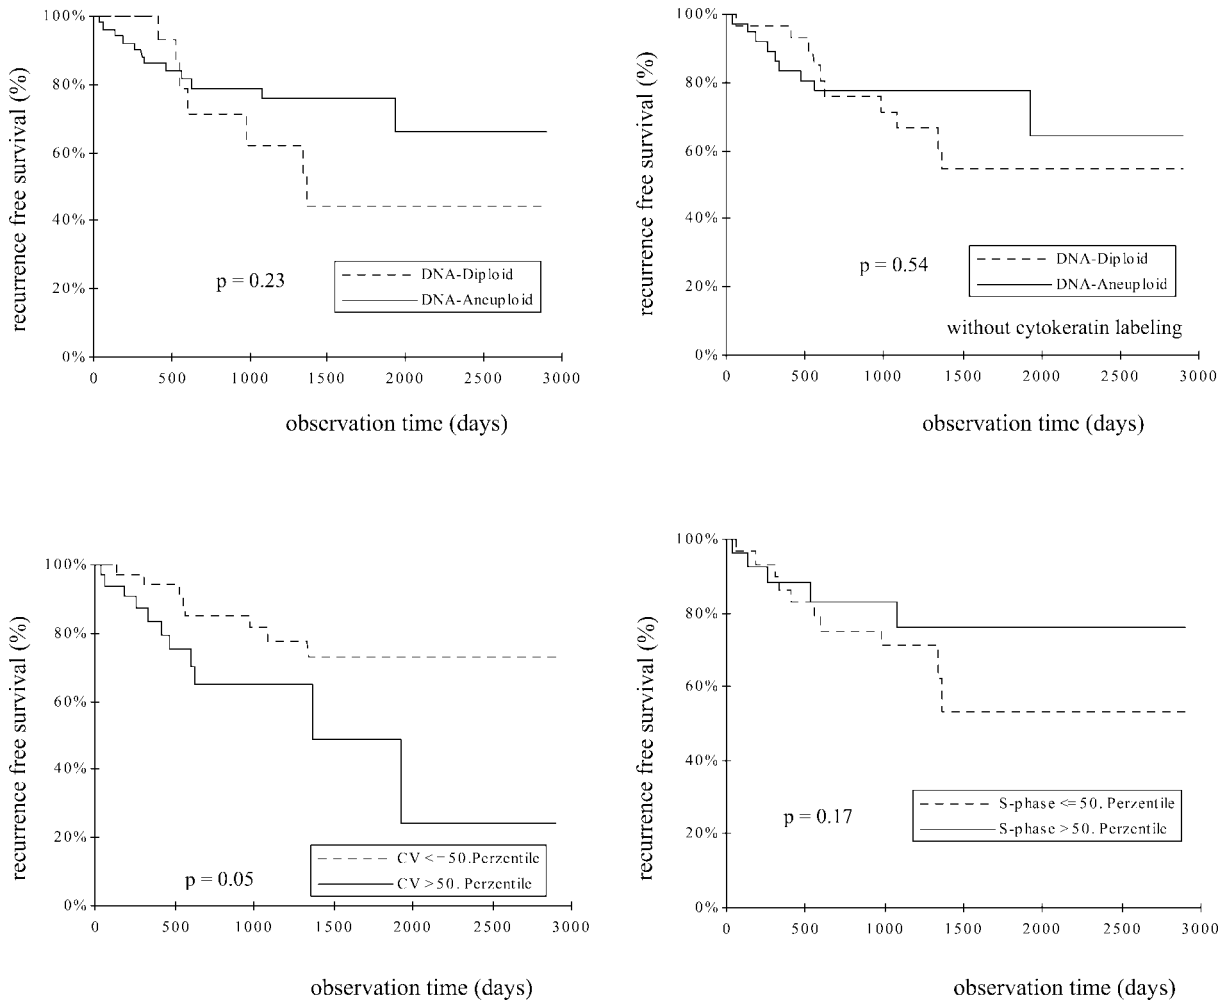 100%
80%
60%
40%
20%
0%
recurrence free survival (%)
p = 0.23
DNA-Diploid
DNA-Aneuploid
0 500 1000 1500 2000 2500 3000
observation time (days)
100%
80%
60%
40%
20%
0%
recurrence free survival (%)
p = 0.54
DNA-Diploid
DNA-Aneuploid
without cytokeratin labeling
0 500 1000 1500 2000 2500 3000
observation time (days)
100%
80%
60%
40%
20%
0%
recurrence free survival (%)
p = 0.05
CV <= 50.Perzentile
CV > 50. Perzentile
0 500 1000 1500 2000 2500 3000
observation time (days)
100%
80%
60%
40%
20%
0%
recurrence free survival (%)
p = 0.17
S-phase <= 50. Perzentile
S-phase > 50. Perzentile
0 500 1000 1500 2000 2500 3000
observation time (days)